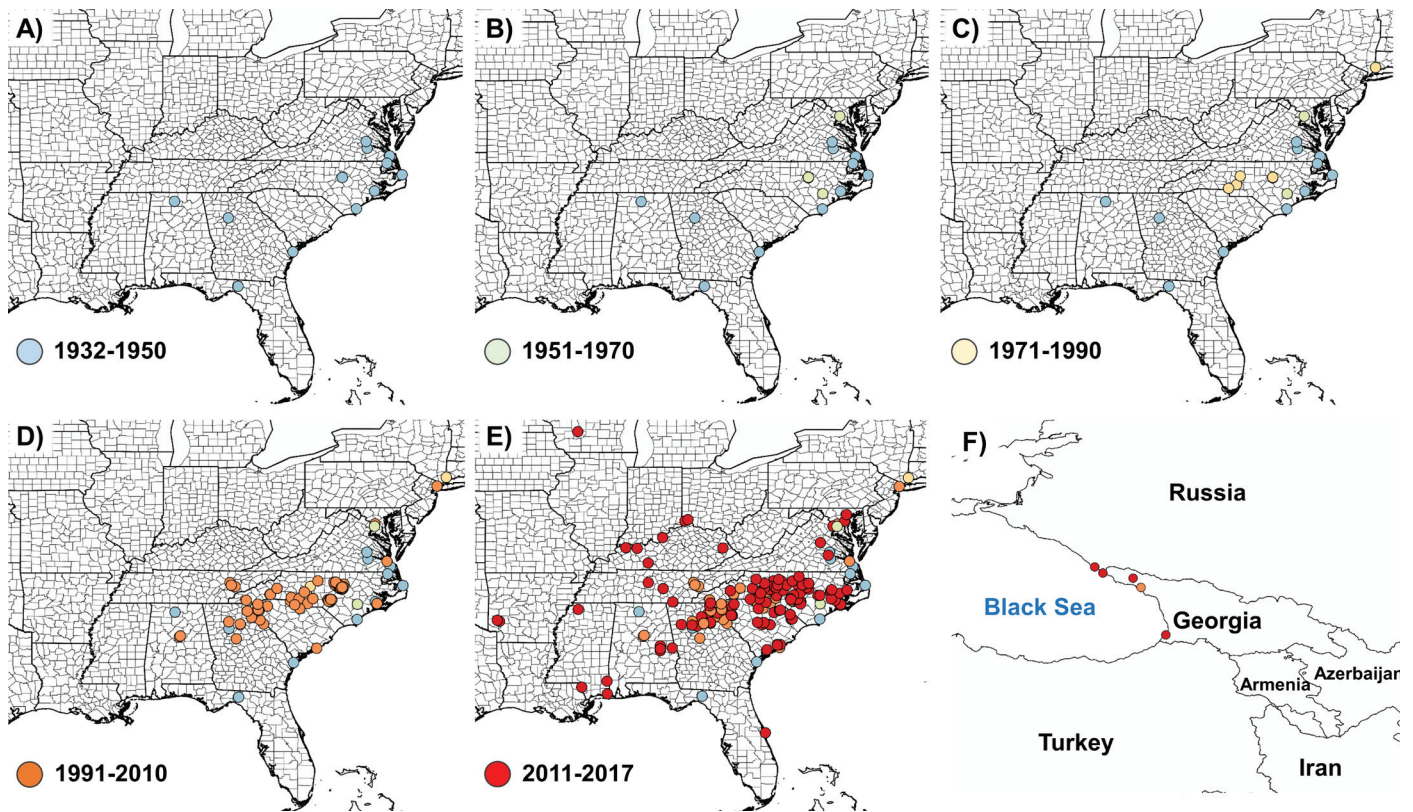 A)
1932-1950
B)
1951-1970
C)
1971-1990
D)
1991-2010
E)
2011-2017
F)
Russia
Black Sea
Georgia
Armenia
Azerbaijan
Turkey
Iran